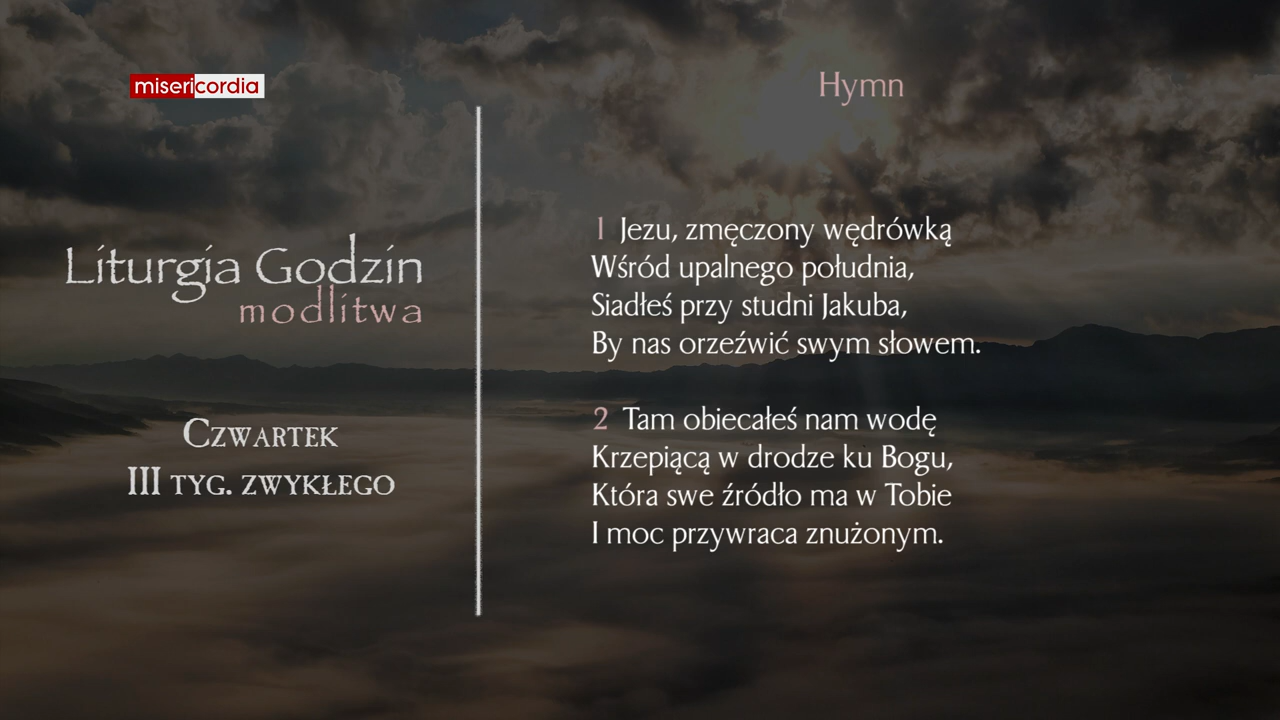 misericordia
Liturgia Godzin
modlitwa
Czwartek
III tyg. zwykłego
Hymn
1 Jezu, zmęczony wędrówką
Wśród upalnego południa,
Siadłeś przy studni Jakuba,
By nas orzeźwić swym słowem.
2 Tam obiecałeś nam wodę
Krzepiącą w drodze ku Bogu,
Która swe źródło ma w Tobie
I moc przywraca znużonym.